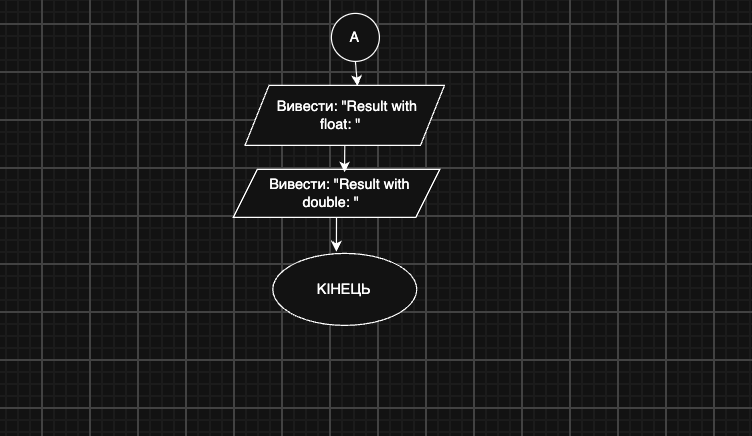 A
Вивести: "Result with
float: "
Вивести: "Result with
double: "
КІНЕЦЬ